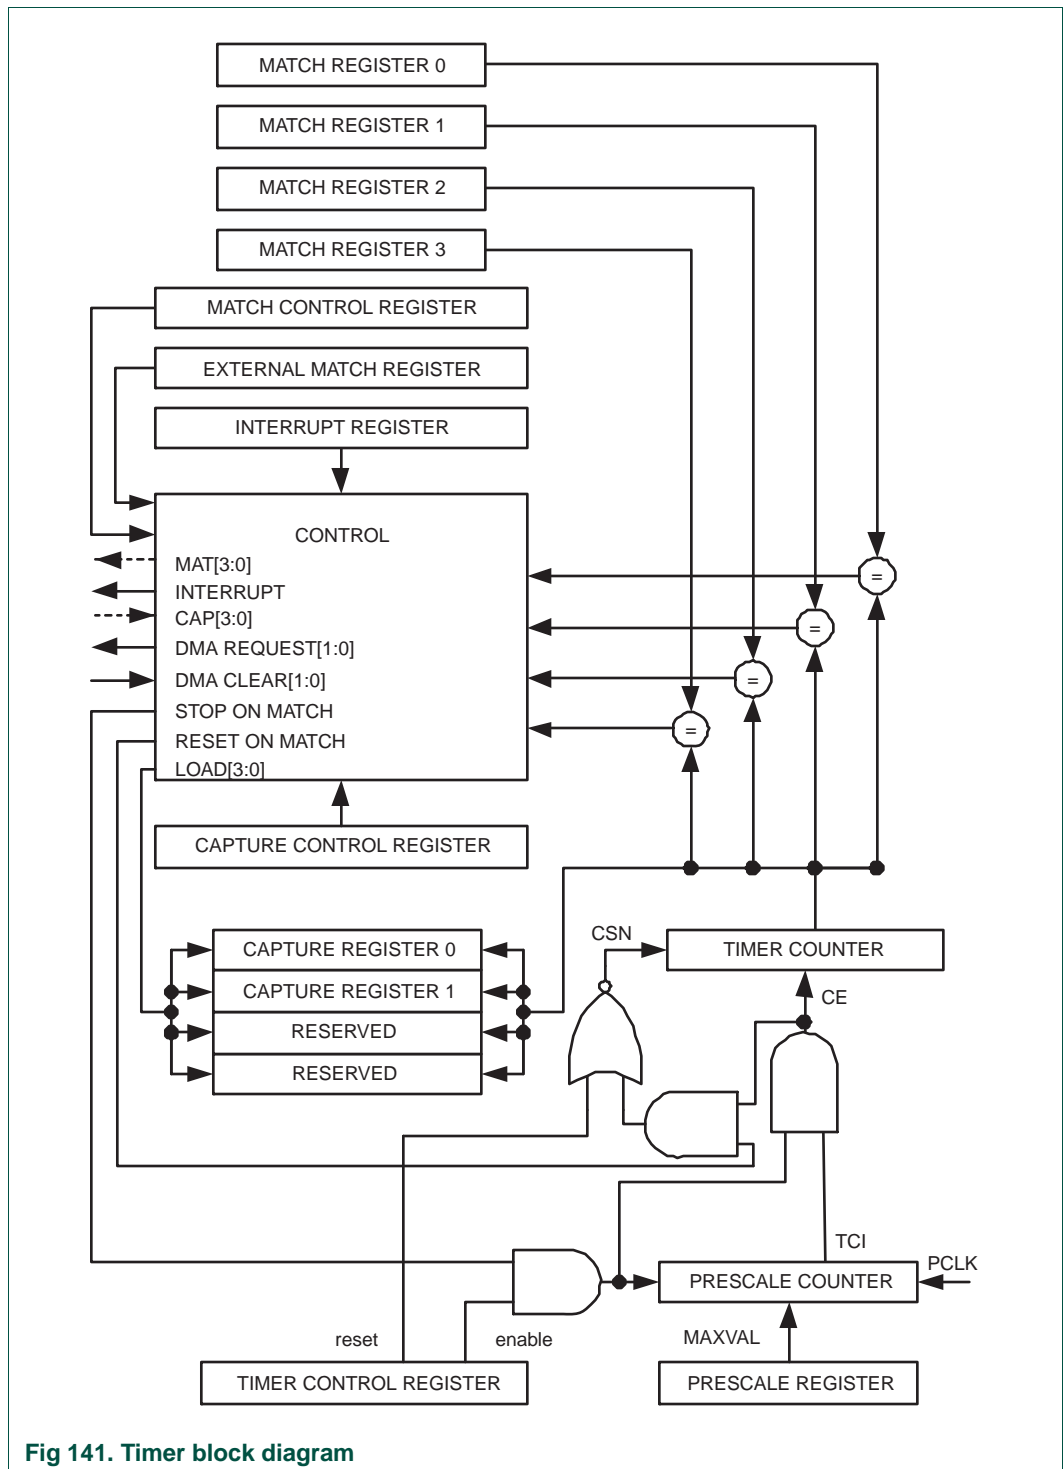 MATCH REGISTER 0
MATCH REGISTER 1
MATCH REGISTER 2
MATCH REGISTER 3
MATCH CONTROL REGISTER
EXTERNAL MATCH REGISTER
INTERRUPT REGISTER
CONTROL
MAT[3:0]
INTERRUPT
CAP[3:0]
DMA REQUEST[1:0]
DMA CLEAR[1:0]
STOP ON MATCH
RESET ON MATCH
LOAD[3:0]
=
=
=
=
CAPTURE CONTROL REGISTER
CSN
TIMER COUNTER
CE
CAPTURE REGISTER 0
CAPTURE REGISTER 1
RESERVED
RESERVED
TCI
PCLK
PRESCALE COUNTER
reset
enable
MAXVAL
TIMER CONTROL REGISTER
PRESCALE REGISTER
Fig 141. Timer block diagram